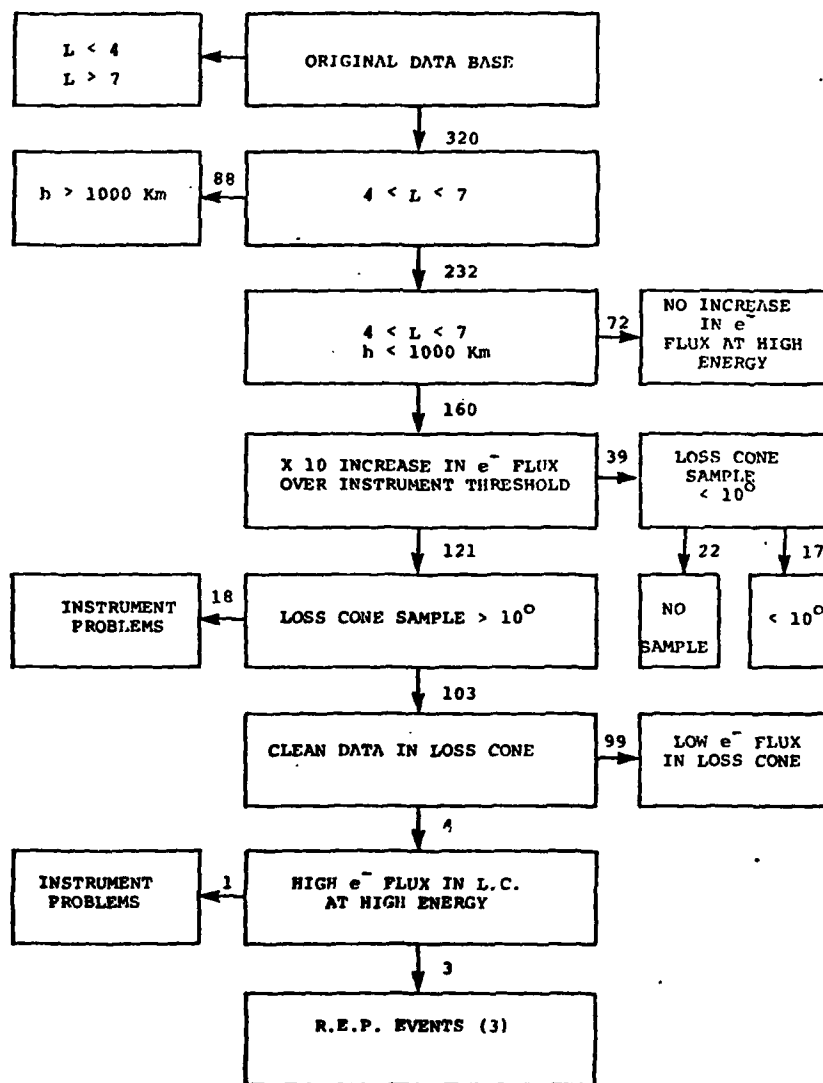 L < 4
L > 7
ORIGINAL DATA BASE
320
h > 1000 Km
88
4 < L < 7
232
4 < L < 7
h < 1000 Km
72
NO INCREASE
IN e⁻
FLUX AT HIGH
ENERGY
160
X 10 INCREASE IN e⁻ FLUX
OVER INSTRUMENT THRESHOLD
39
LOSS CONE
SAMPLE
< 10⁰
121
22
17
INSTRUMENT
PROBLEMS
18
LOSS CONE SAMPLE > 10⁰
NO
SAMPLE
< 10⁰
103
CLEAN DATA IN LOSS CONE
99
LOW e⁻ FLUX
IN LOSS CONE
4
INSTRUMENT
PROBLEMS
1
HIGH e⁻ FLUX IN L.C.
AT HIGH ENERGY
3
R.E.P. EVENTS (3)